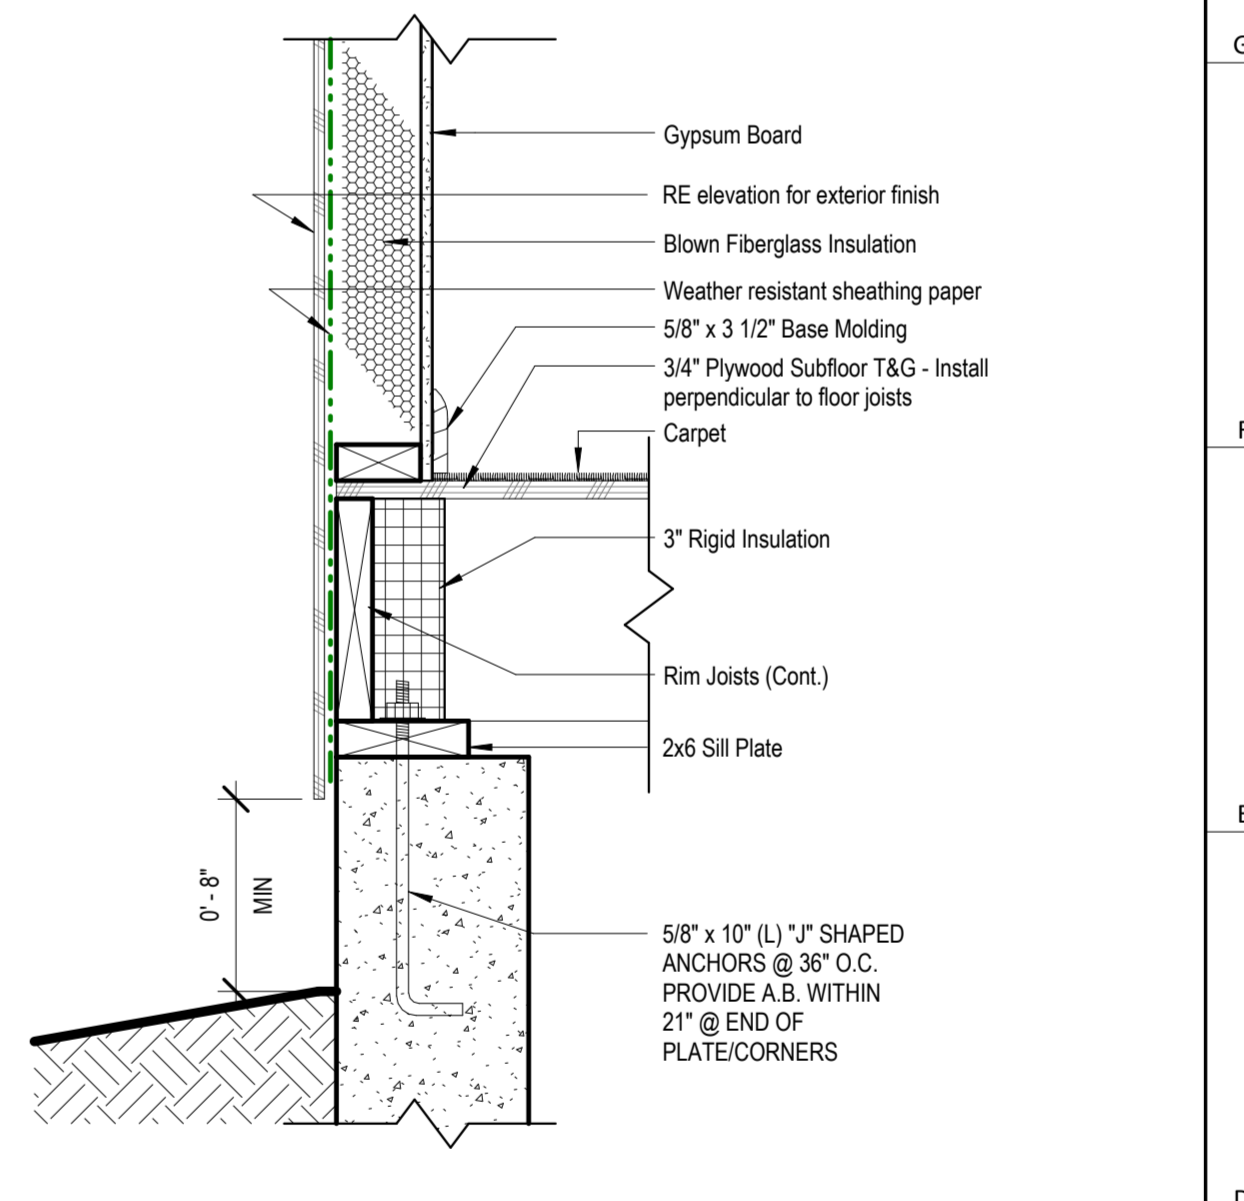 Gypsum Board
RE elevation for exterior finish
Blown Fiberglass Insulation
Weather resistant sheathing paper
5/8" x 3 1/2" Base Molding
3/4" Plywood Subfloor T&G - Install
perpendicular to floor joists
Carpet
3" Rigid Insulation
Rim Joists (Cont.)
2x6 Sill Plate
0' - 8"
MIN
5/8" x 10" (L) "J" SHAPED
ANCHORS @ 36" O.C.
PROVIDE A.B. WITHIN
21" @ END OF
PLATE/CORNERS